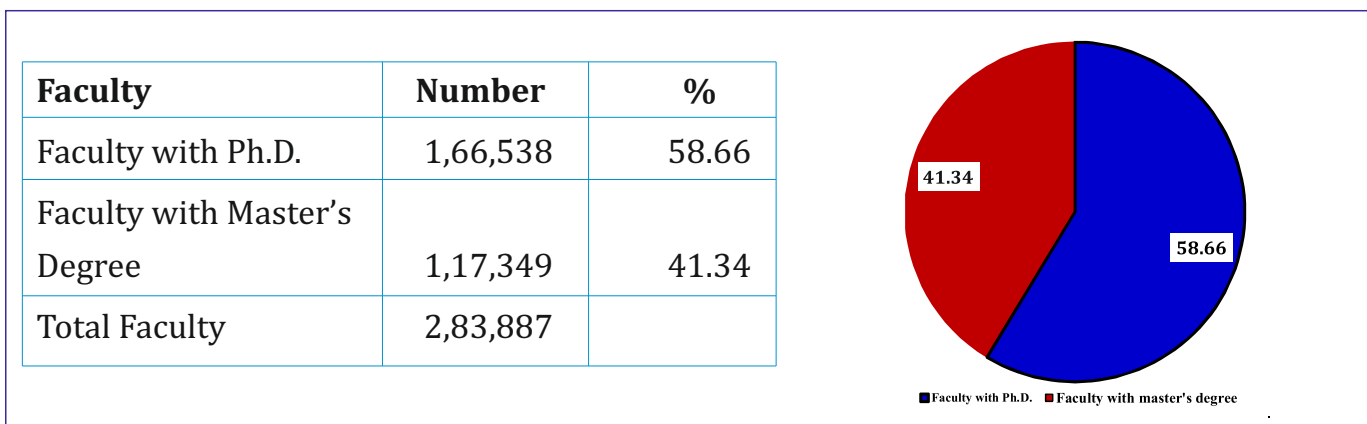 Faculty Number %
Faculty with Ph.D. 1,66,538 58.66
Faculty with Master’s
Degree 1,17,349 41.34
Total Faculty 2,83,887
41.34
58.66
Faculty with Ph.D. Faculty with master's degree